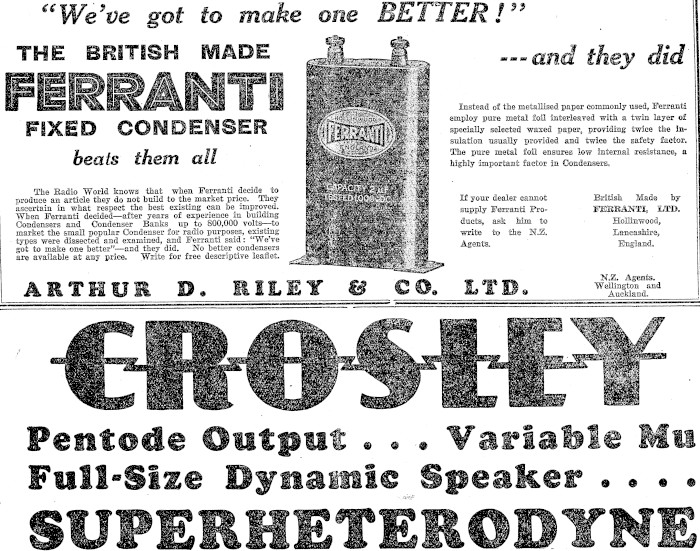 "We've got to make one BETTER!"
THE BRITISH MADE
FERRANTI
FIXED CONDENSER
beats them all
The Radio World knows that when Ferranti decide to
produce an article they do not build to the market price. They
ascertain in what respect the best existing can be improved.
When Ferranti decided—after years of experience in building
Condensers and Condenser Banks up to 800,000 volts—to
market the small popular Condenser for radio purposes, existing
types were dissected and examined, and Ferranti said: "We've
got to make one better"—and they did. No better condensers
are available at any price. Write for free descriptive leaflet.
FERRANTI
CAPACITY
---and they did
Instead of the metallised paper commonly used, Ferranti
employ pure metal foil interleaved with a twin layer of
specially selected waxed paper, providing twice the in-
sulation usually provided and twice the safety factor.
The pure metal foil ensures low internal resistance, a
highly important factor in Condensers.
If your dealer cannot
supply Ferranti Pro-
ducts, ask him to
write to the N.Z.
Agents.
British Made by
FERRANTI, LTD.
Hollinwood,
Lancashire,
England.
N.Z. Agents.
Wellington and
Auckland.
ARTHUR D. RILEY & CO. LTD.
CROSLEY
Pentode Output . . . Variable Mu
Full-Size Dynamic Speaker . . . .
SUPERHETERODYNE